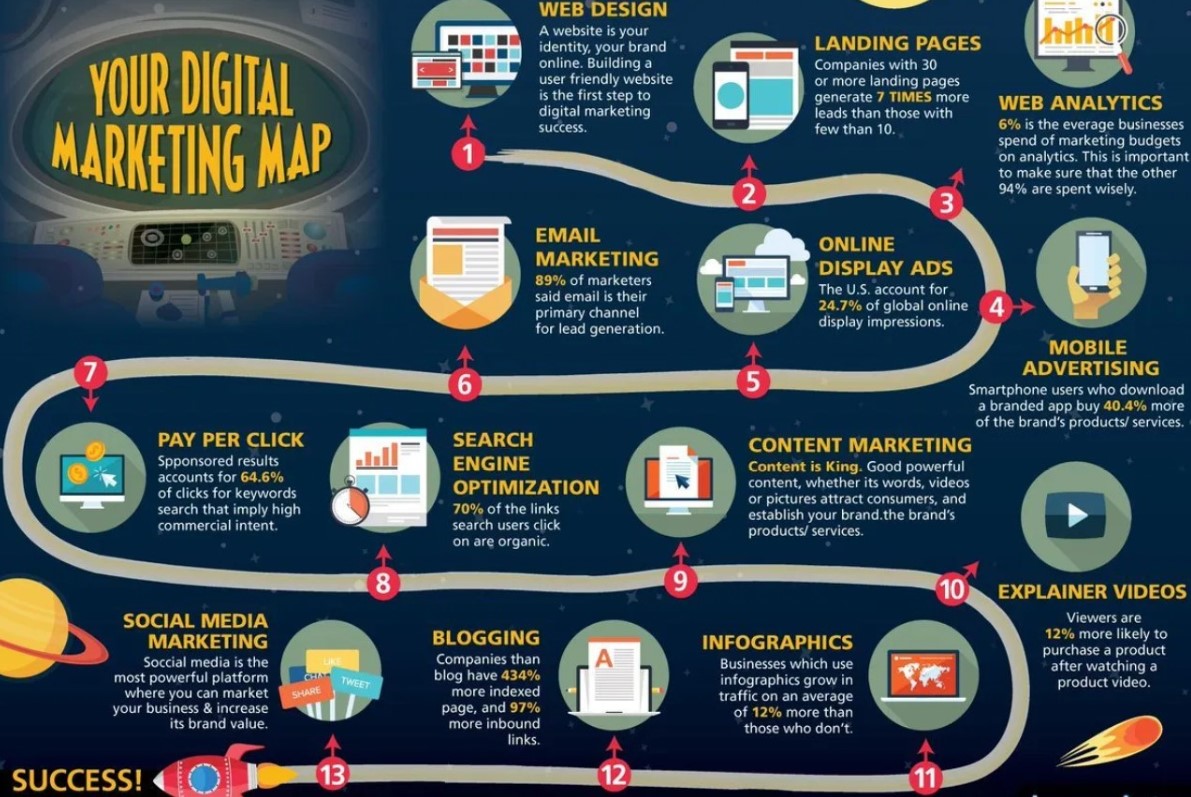 YOUR DIGITAL
MARKETING MAP
WEB DESIGN
A website is your
identity, your brand
online. Building a
user friendly website
is the first step to
digital marketing
success.
1
LANDING PAGES
Companies with 30
or more landing pages
generate 7 TIMES more
leads than those with
few than 10.
2
WEB ANALYTICS
6% is the everage businesses
spend of marketing budgets
on analytics. This is important
to make sure that the other
94% are spent wisely.
3
MOBILE
ADVERTISING
Smartphone users who download
a branded app buy 40.4% more
of the brand's products/ services.
4
ONLINE
DISPLAY ADS
The U.S. account for
24.7% of global online
display impressions.
5
EMAIL
MARKETING
89% of marketers
said email is their
primary channel
for lead generation.
6
7
PAY PER CLICK
Spponsored results
accounts for 64.6%
of clicks for keywords
search that imply high
commercial intent.
SEARCH
ENGINE
OPTIMIZATION
70% of the links
search users click
on are organic.
8
CONTENT MARKETING
Content is King. Good powerful
content, whether its words, videos
or pictures attract consumers, and
establish your brand.the brand's
products/ services.
9
10
EXPLAINER VIDEOS
Viewers are
12% more likely to
purchase a product
after watching a
product video.
INFOGRAPHICS
Businesses which use
infographics grow in
traffic on an average
of 12% more than
those who don't.
11
BLOGGING
Companies than
blog have 434%
more indexed
page, and 97%
more inbound
links.
A
12
SOCIAL MEDIA
MARKETING
Soccial media is the
most powerful platform
where you can market
your business & increase
its brand value.
LIKE
CHAT
SHARE
TWEET
13
SUCCESS!